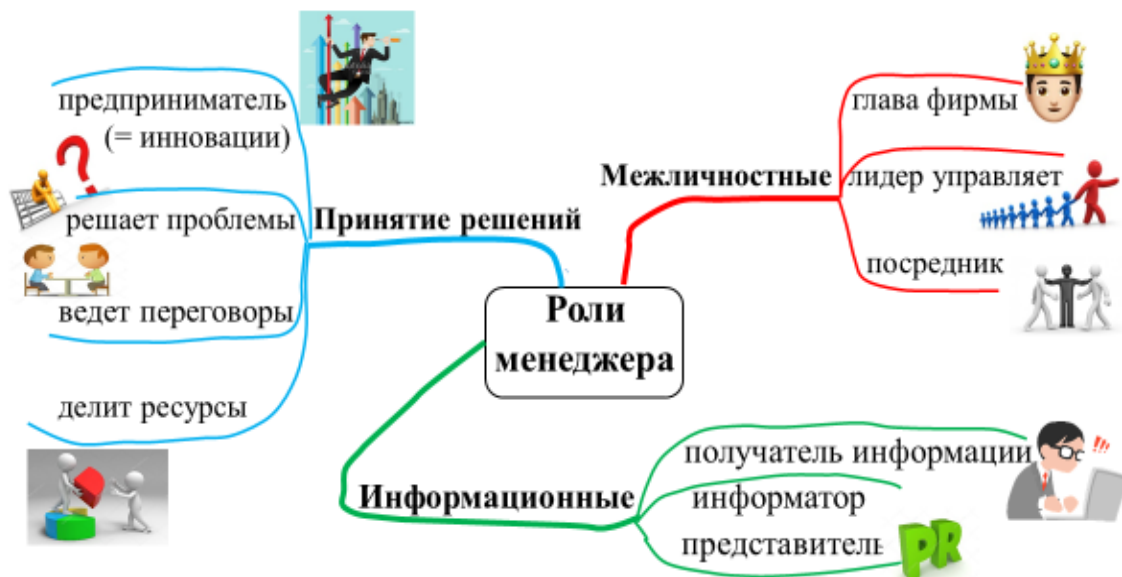 предприниматель
(= инновации)
решает проблемы
ведет переговоры
делит ресурсы
Принятие решений
Межличностные
глава фирмы
лидер управляет
посредник
Роли
менеджера
Информационные
получатель информации
информатор
представитель
PR